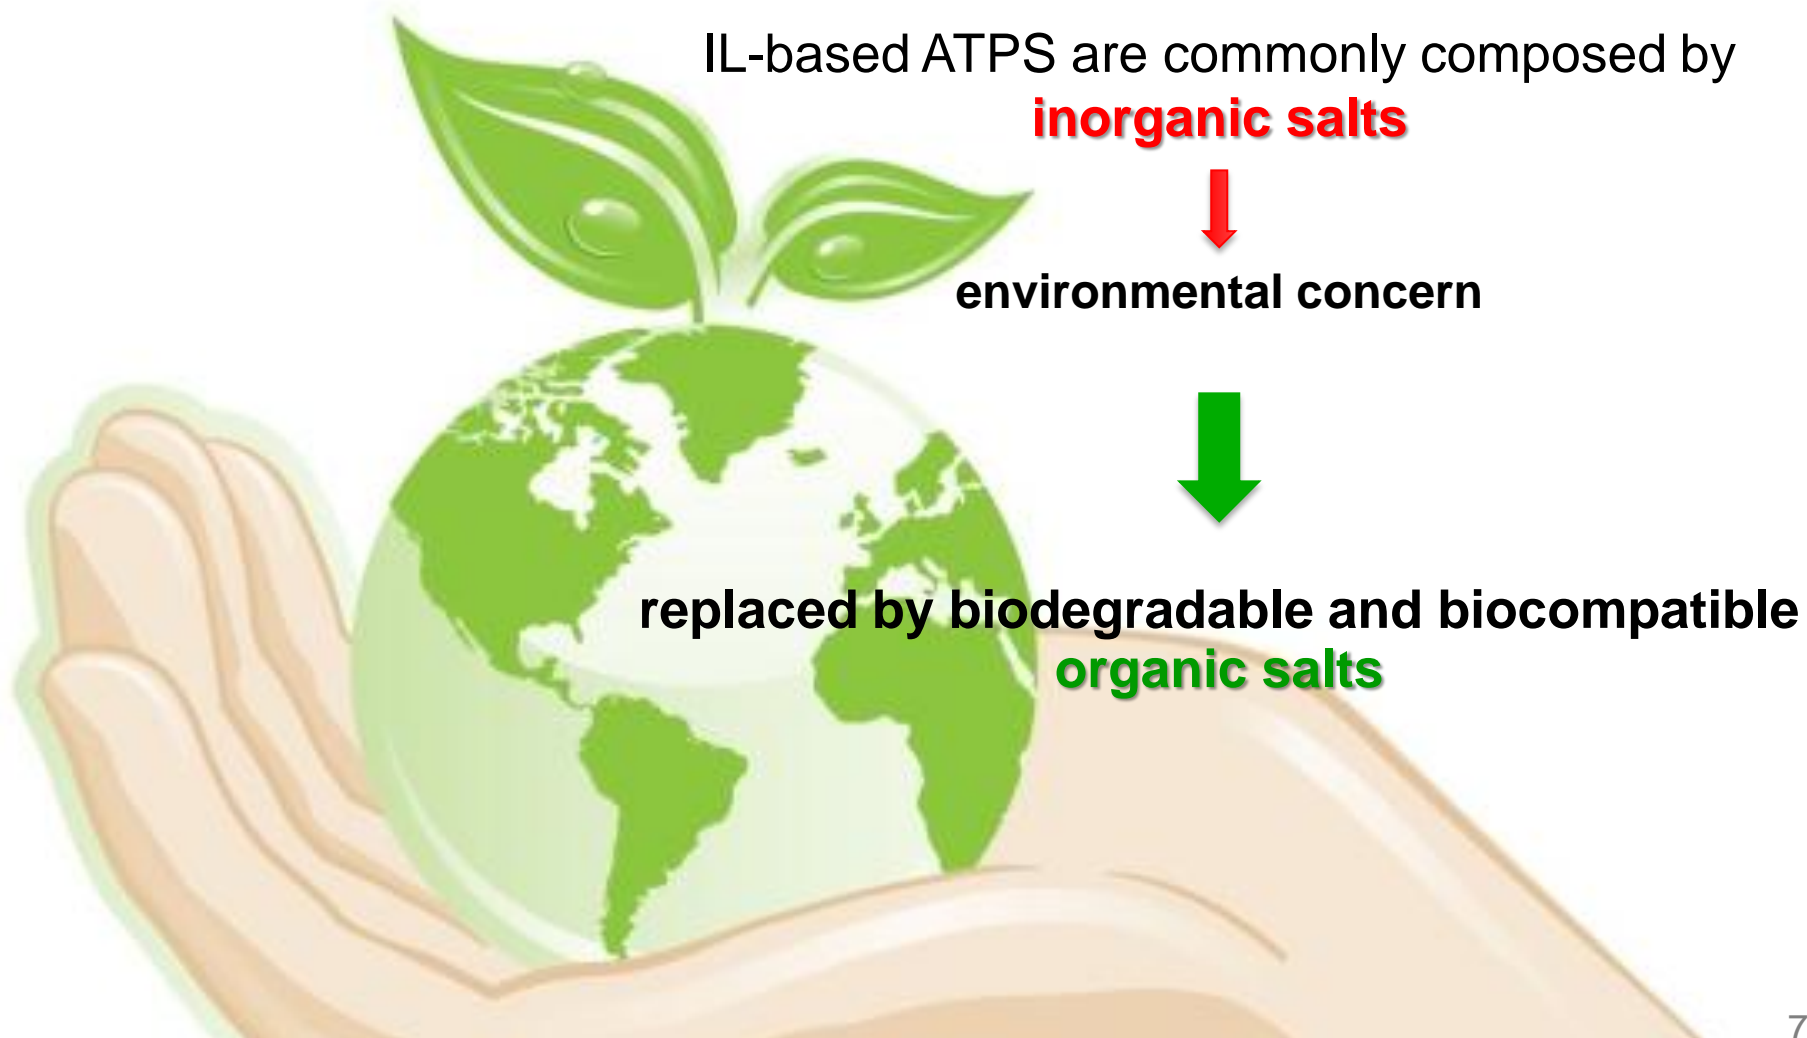 IL-based ATPS are commonly composed by
inorganic salts
environmental concern
replaced by biodegradable and biocompatible
organic salts
7